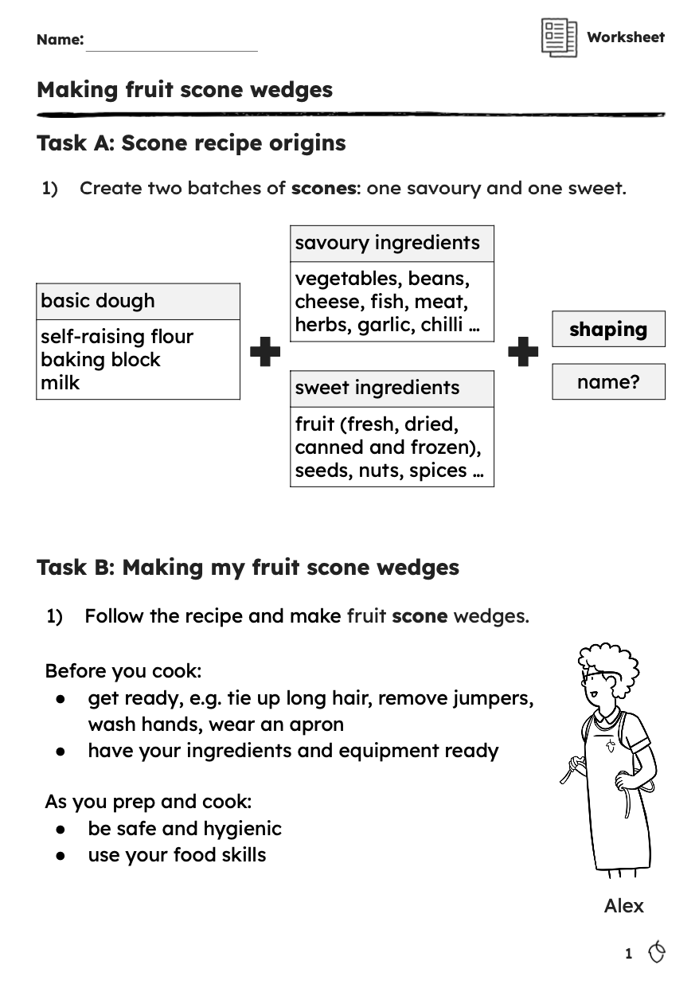 Name:
Worksheet
Making fruit scone wedges
Task A: Scone recipe origins
1) Create two batches of scones: one savoury and one sweet.
basic dough
self-raising flour
baking block
milk
savoury ingredients
vegetables, beans,
cheese, fish, meat,
herbs, garlic, chilli ...
sweet ingredients
fruit (fresh, dried,
canned and frozen),
seeds, nuts, spices ...
shaping
name?
Task B: Making my fruit scone wedges
1) Follow the recipe and make fruit scone wedges.
Before you cook:
● get ready, e.g. tie up long hair, remove jumpers,
wash hands, wear an apron
● have your ingredients and equipment ready
As you prep and cook:
● be safe and hygienic
● use your food skills
Alex
1